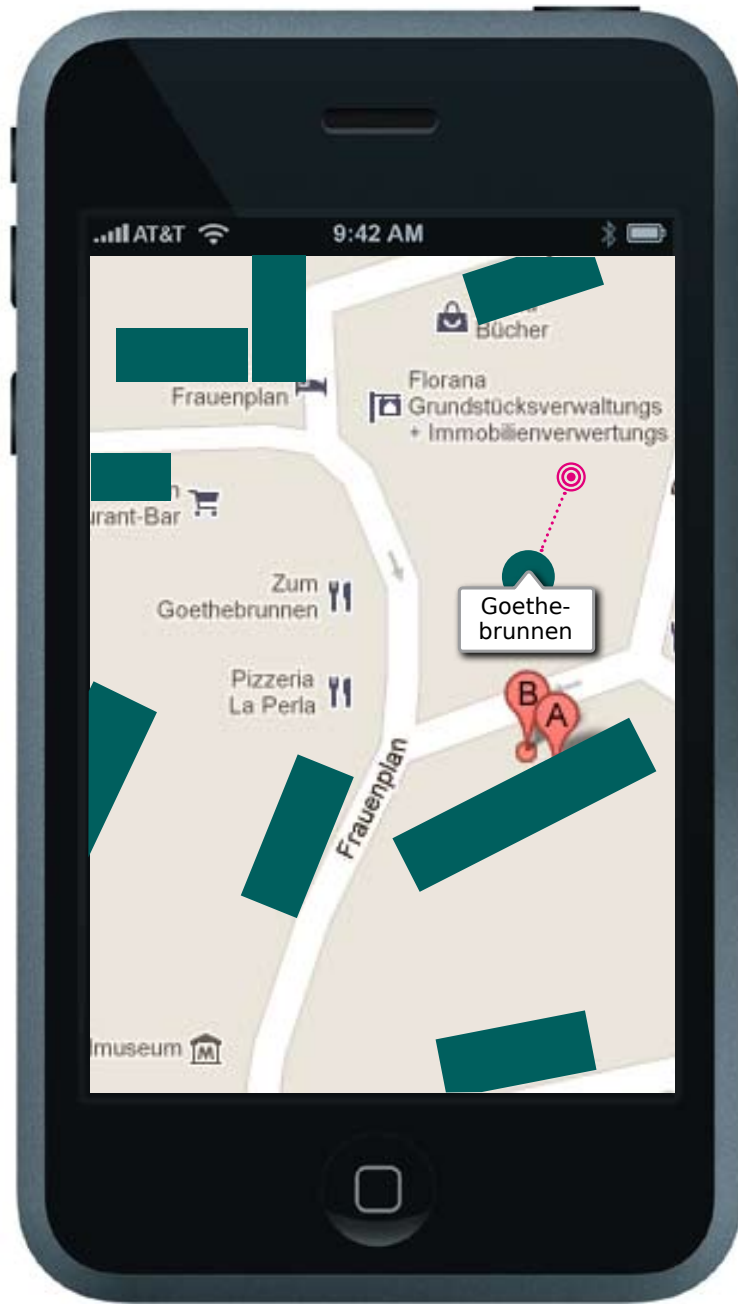 AT&T 9:42 AM
Bücher
Frauenplan
Florana
Grundstücksverwaltungs
+ Immobilienverwertungs
urant-Bar
Zum
Goethebrunnen
Goethe-
brunnen
Pizzeria
La Perla
B
A
Frauenplan
lmuseum
M